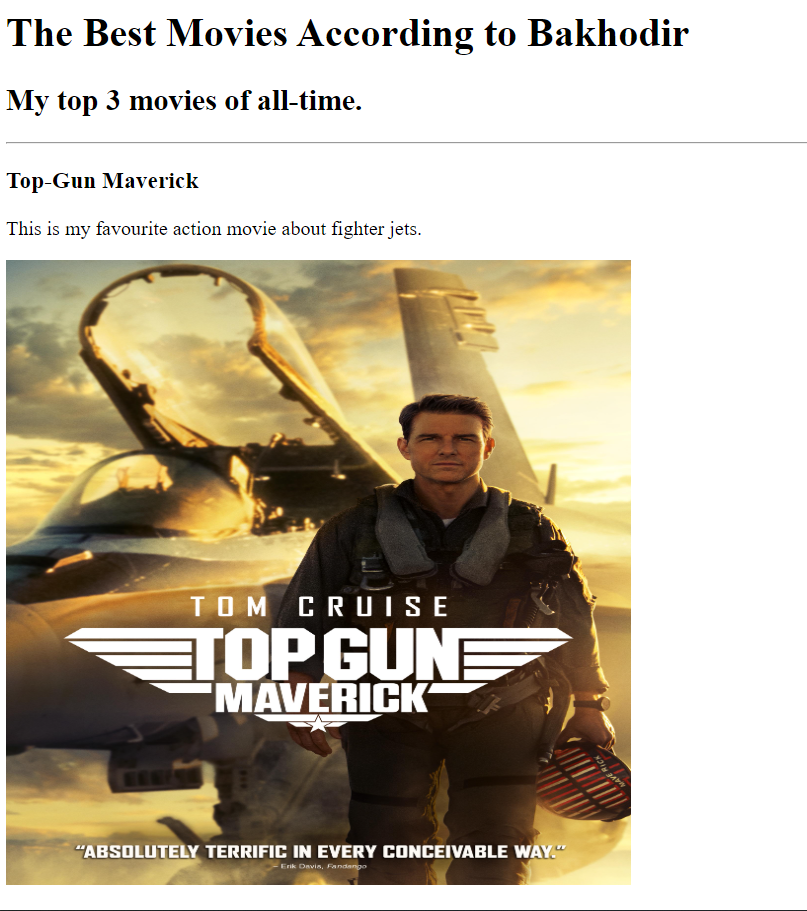 The Best Movies According to Bakhodir
My top 3 movies of all-time.
Top-Gun Maverick
This is my favourite action movie about fighter jets.
TOM CRUISE
TOP GUN
MAVERICK
MAVERICK
“ABSOLUTELY TERRIFIC IN EVERY CONCEIVABLE WAY.”
– Erik Davis, Fandango